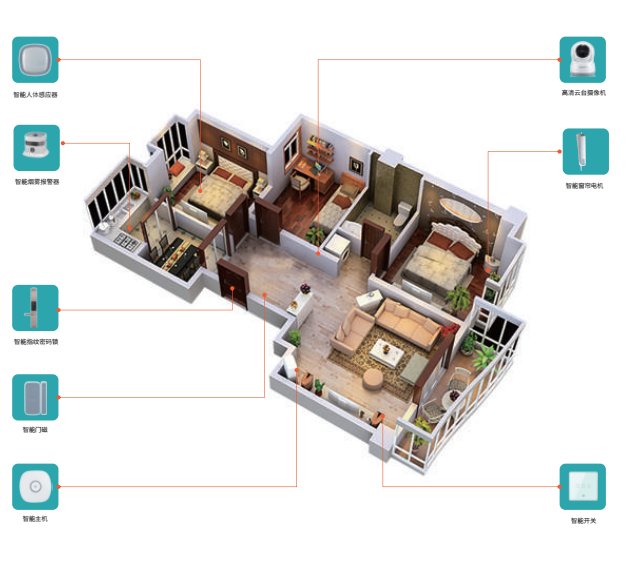 智能人体感应器
高清云台摄像机
智能烟雾报警器
智能窗帘电机
智能指纹密码锁
智能门磁
智能主机
智能开关